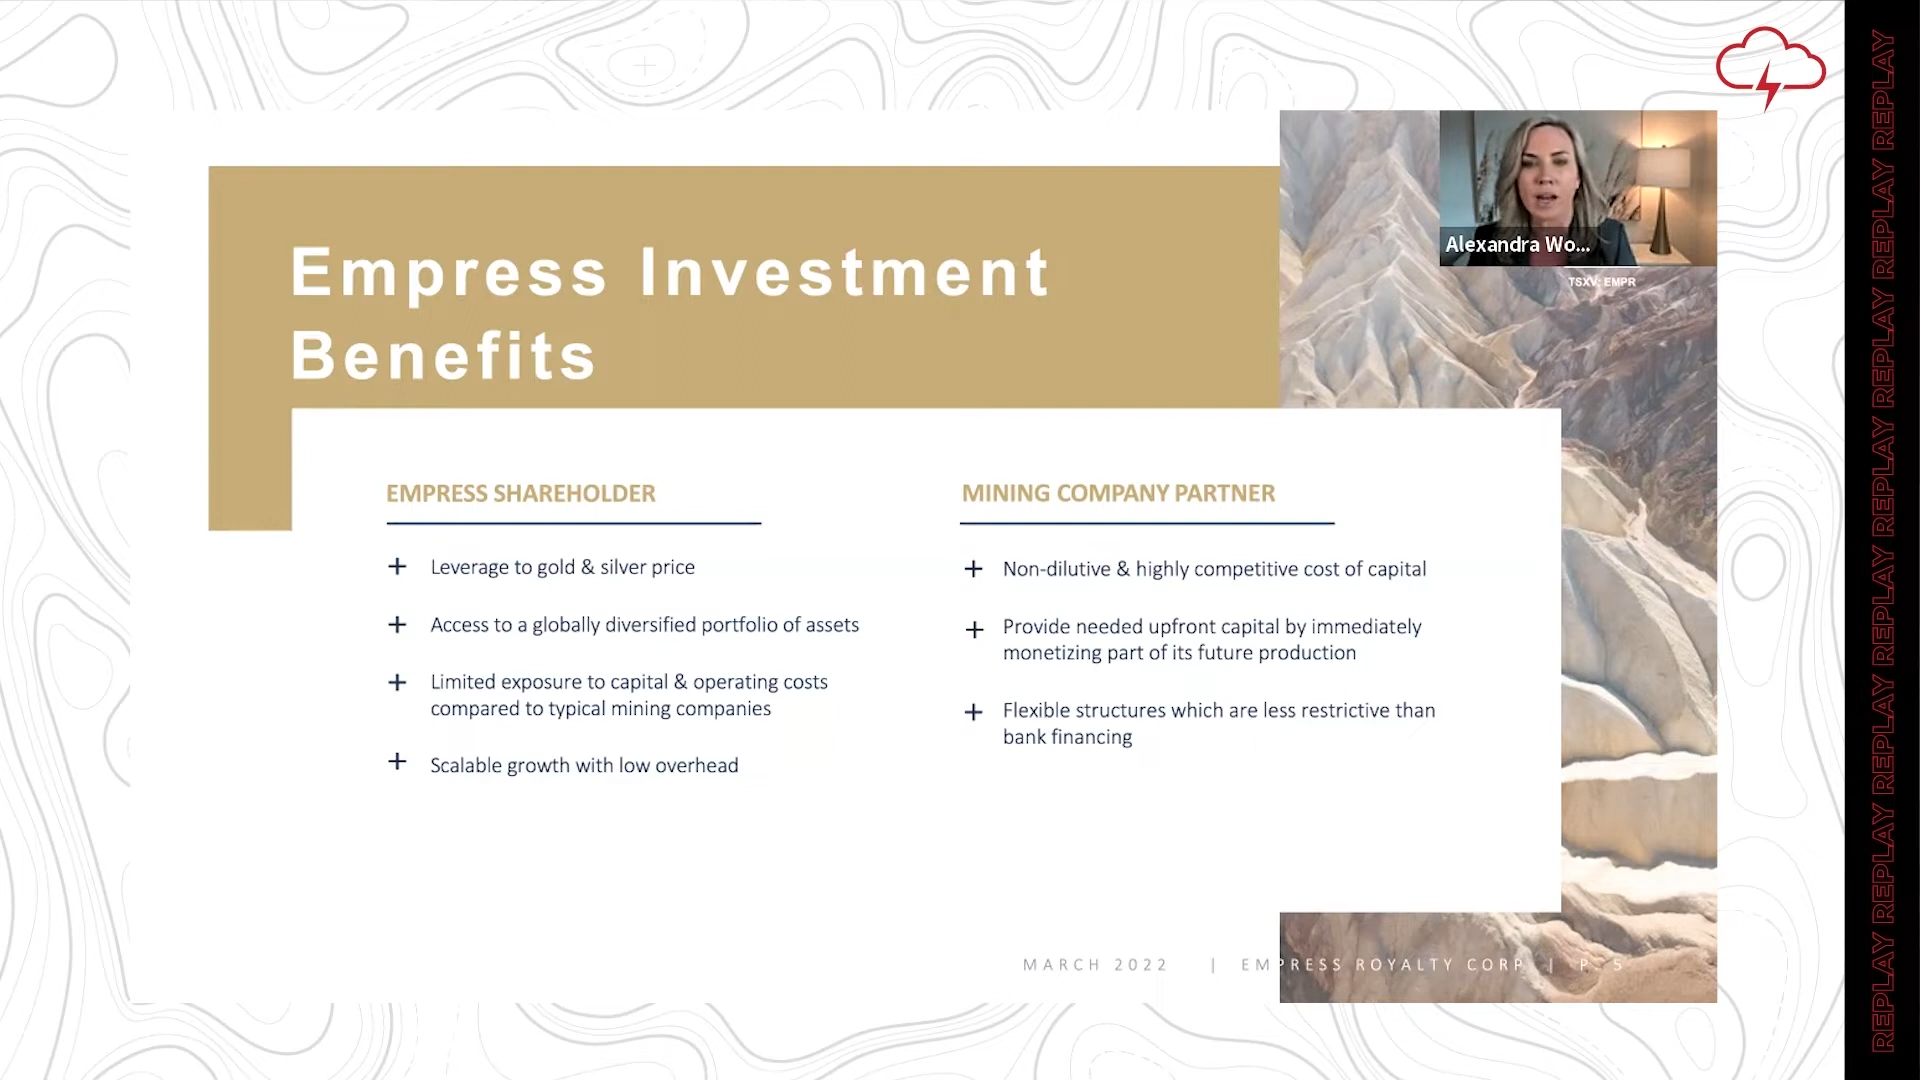 Empress Investment
Benefits
Alexandra Wo...
TSXV: EMPR
EMPRESS SHAREHOLDER
+ Leverage to gold & silver price
+ Access to a globally diversified portfolio of assets
+ Limited exposure to capital & operating costs
compared to typical mining companies
+ Scalable growth with low overhead
MINING COMPANY PARTNER
+ Non-dilutive & highly competitive cost of capital
+ Provide needed upfront capital by immediately
monetizing part of its future production
+ Flexible structures which are less restrictive than
bank financing
MARCH 2022 | EMPRESS ROYALTY CORP | P. 5
REPLAY REPLAY REPLAY REPLAY REPLAY REPLAY REPLAY REPLAY